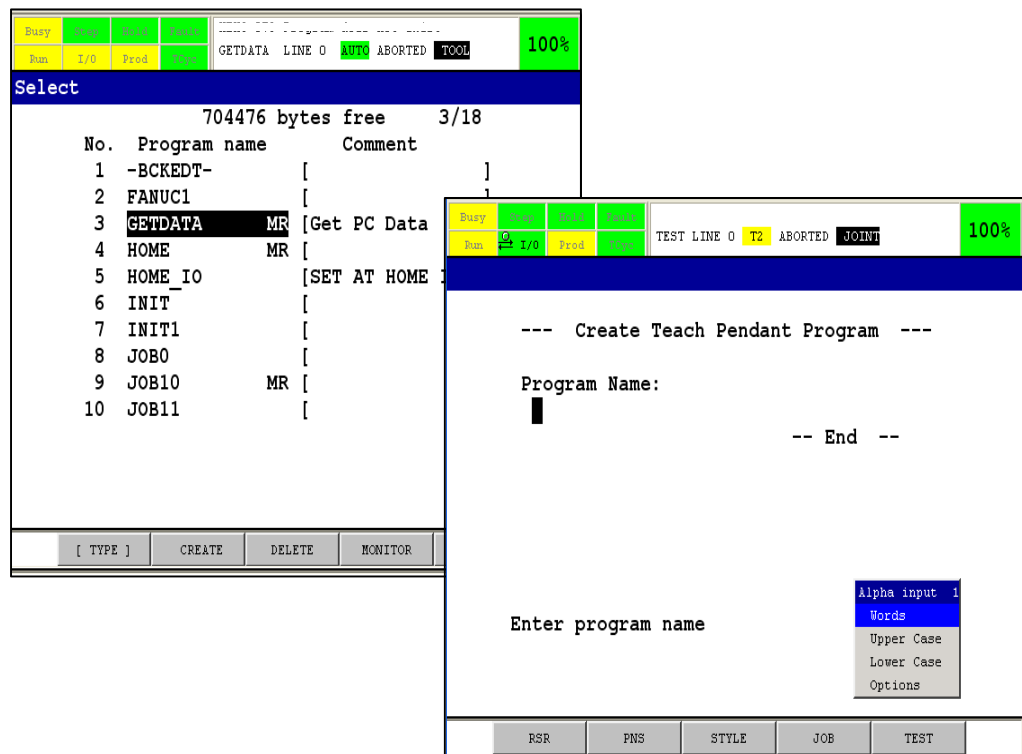 Busy Step Hold Fault
GETDATA LINE 0 AUTO ABORTED TOOL
100%
Run I/O Prod TCyc
Select
704476 bytes free 3/18
No. Program name Comment
1 -BCKEDT- [ ]
2 FANUC1 [ ]
3 GETDATA MR [Get PC Data
4 HOME MR [
5 HOME_IO [SET AT HOME
6 INIT [
7 INIT1 [
8 JOB0 [
9 JOB10 MR [
10 JOB11 [
[ TYPE ] CREATE DELETE MONITOR
Busy Step Hold Fault
TEST LINE 0 T2 ABORTED JOINT
100%
Run I/O Prod TCyc
--- Create Teach Pendant Program ---
Program Name:
-- End --
Alpha input 1
Words
Upper Case
Lower Case
Options
Enter program name
RSR PNS STYLE JOB TEST